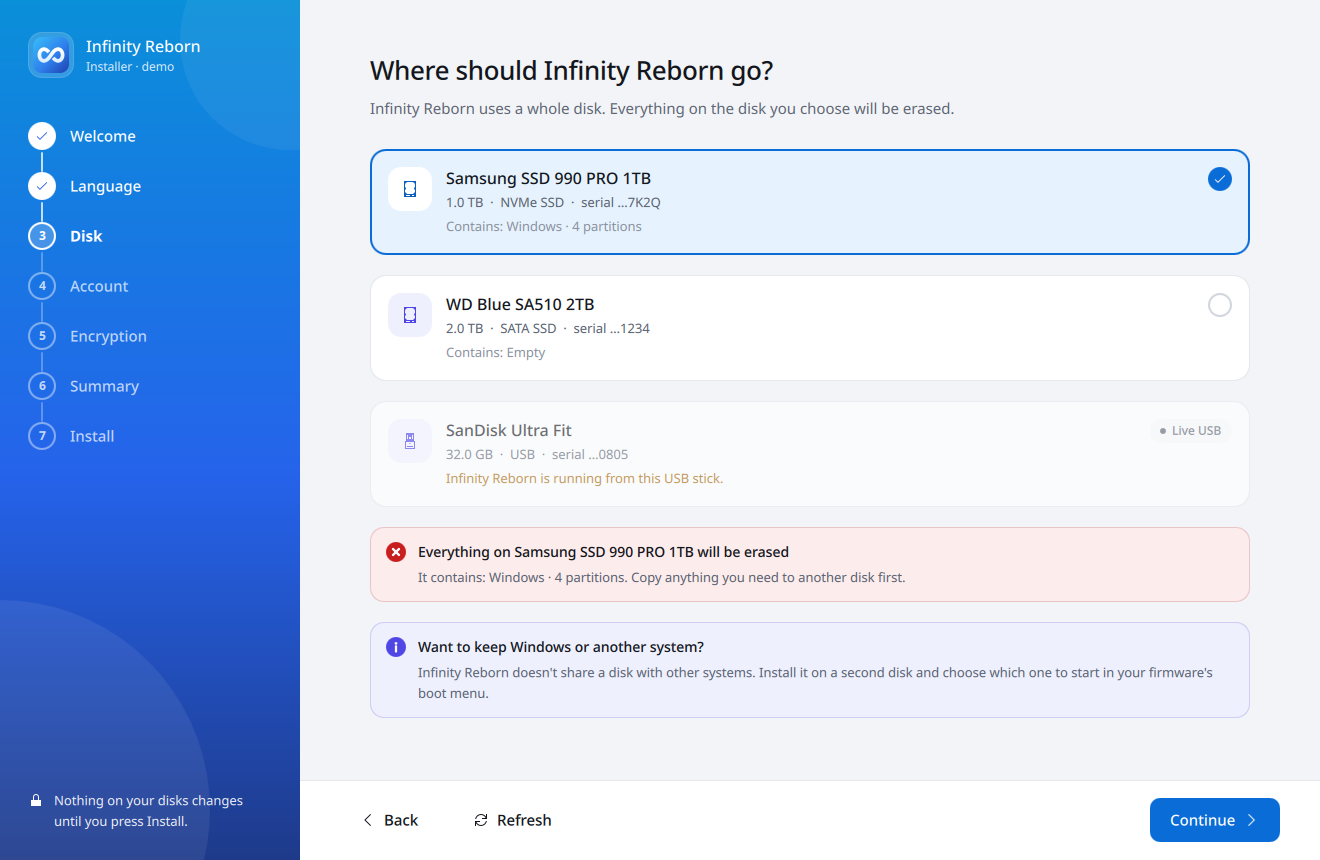 Infinity Reborn
Installer · demo
Welcome
Language
3 Disk
4 Account
5 Encryption
6 Summary
7 Install
Nothing on your disks changes
until you press Install.
Where should Infinity Reborn go?
Infinity Reborn uses a whole disk. Everything on the disk you choose will be erased.
Samsung SSD 990 PRO 1TB
1.0 TB · NVMe SSD · serial …7K2Q
Contains: Windows · 4 partitions
WD Blue SA510 2TB
2.0 TB · SATA SSD · serial …1234
Contains: Empty
SanDisk Ultra Fit
Live USB
32.0 GB · USB · serial …0805
Infinity Reborn is running from this USB stick.
Everything on Samsung SSD 990 PRO 1TB will be erased
It contains: Windows · 4 partitions. Copy anything you need to another disk first.
Want to keep Windows or another system?
Infinity Reborn doesn't share a disk with other systems. Install it on a second disk and choose which one to start in your firmware's
boot menu.
Back
Refresh
Continue